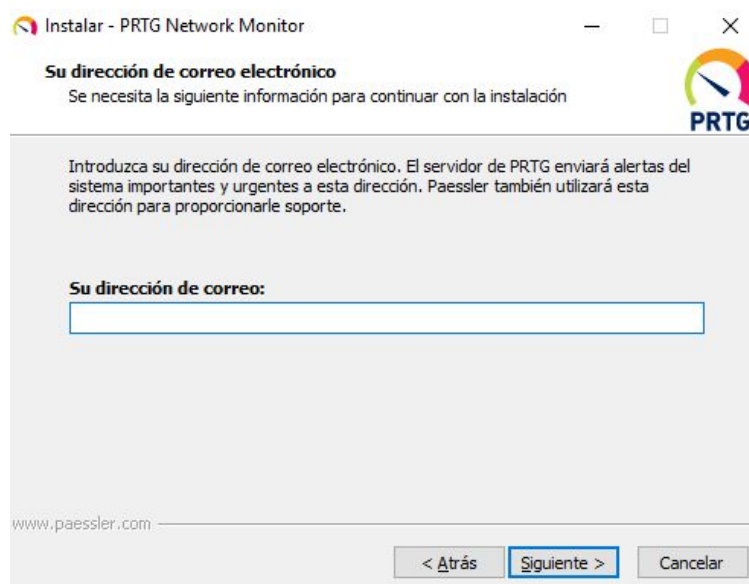 Instalar - PRTG Network Monitor
Su dirección de correo electrónico
Se necesita la siguiente información para continuar con la instalación
PRTG
Introduzca su dirección de correo electrónico. El servidor de PRTG enviará alertas del
sistema importantes y urgentes a esta dirección. Paessler también utilizará esta
dirección para proporcionarle soporte.
Su dirección de correo:
www.paessler.com
< Atrás
Siguiente >
Cancelar